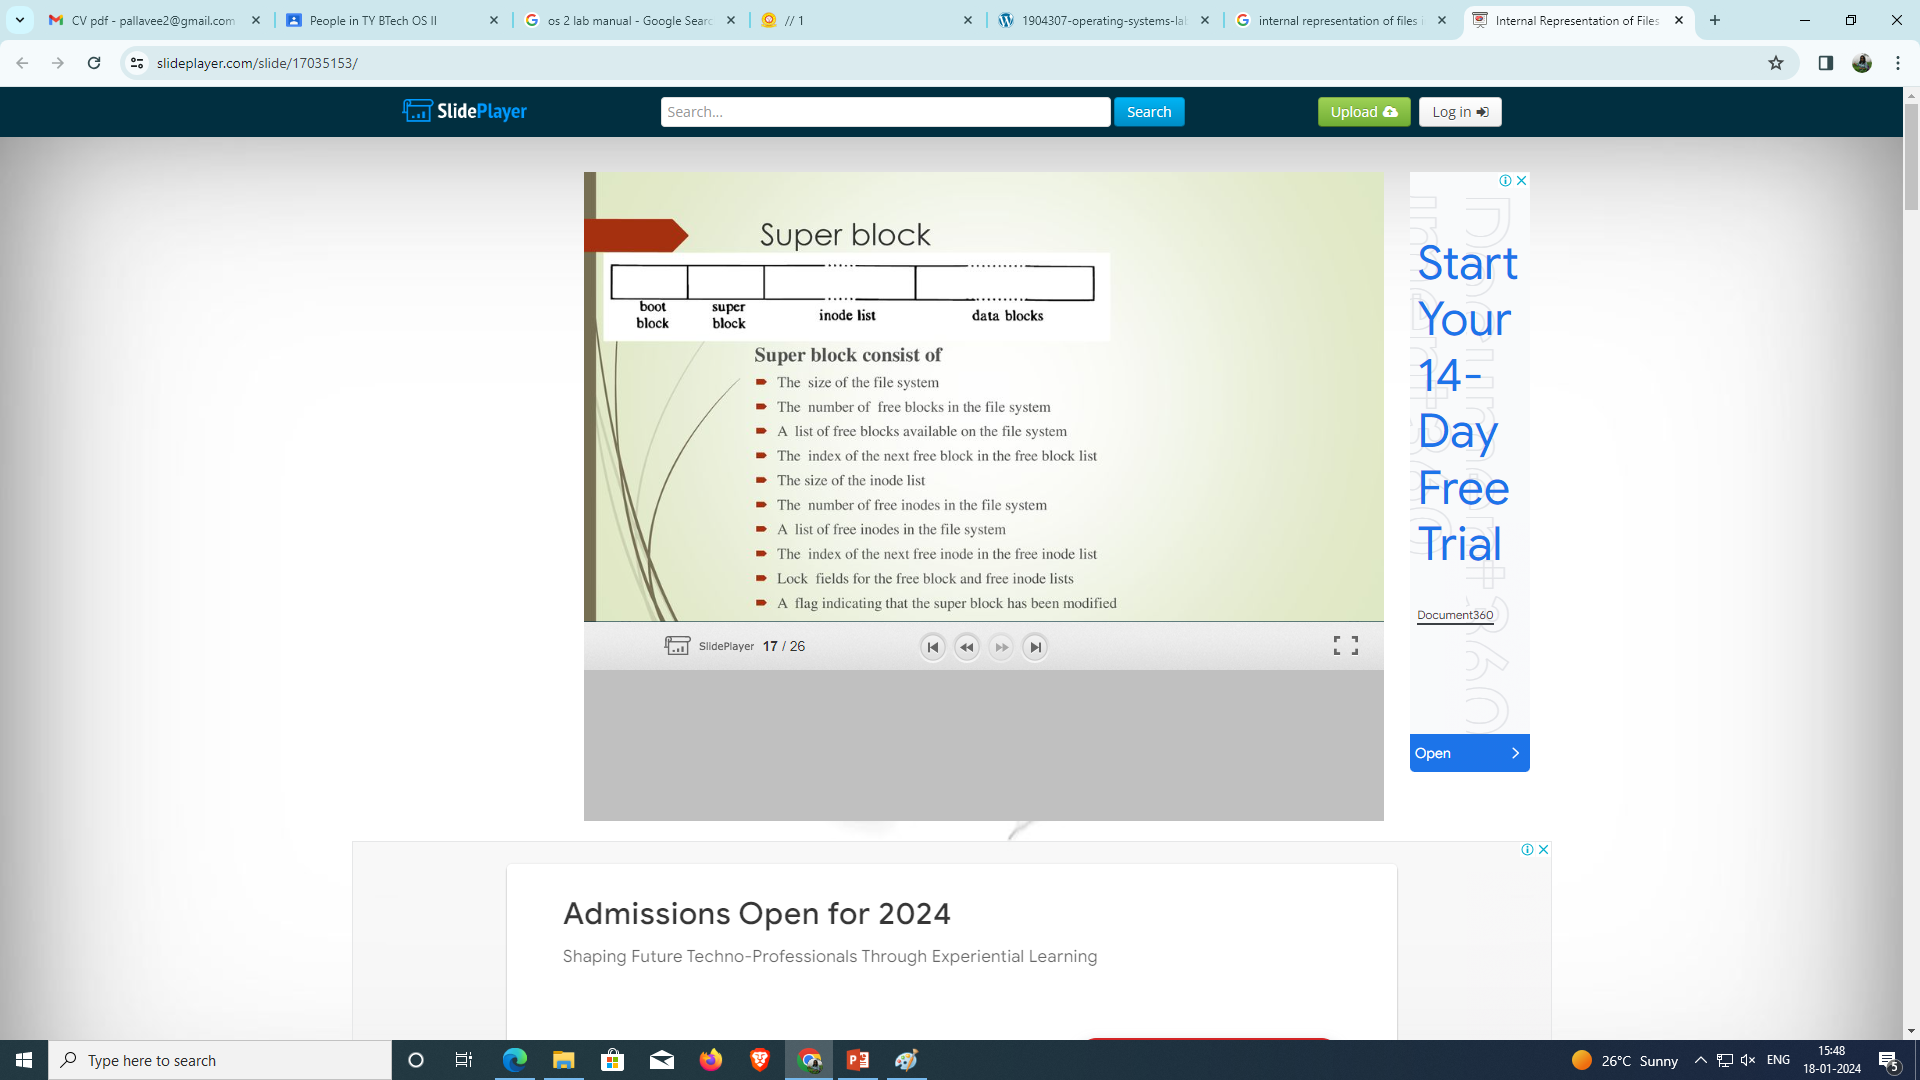 CV pdf - pallavee2@gmail.com
People in TY BTech OS II
os 2 lab manual - Google Searc
// 1
1904307-operating-systems-la
internal representation of files i
Internal Representation of Files
slideplayer.com/slide/17035153/
SlidePlayer
Search...
Search
Upload
Log in
Super block
boot block
super block
inode list
data blocks
Super block consist of
The size of the file system
The number of free blocks in the file system
A list of free blocks available on the file system
The index of the next free block in the free block list
The size of the inode list
The number of free inodes in the file system
A list of free inodes in the file system
The index of the next free inode in the free inode list
Lock fields for the free block and free inode lists
A flag indicating that the super block has been modified
SlidePlayer 17 / 26
Start
Your
14-
Day
Free
Trial
Document360
Open
Admissions Open for 2024
Shaping Future Techno-Professionals Through Experiential Learning
Type here to search
26°C Sunny
ENG
15:48
18-01-2024
5